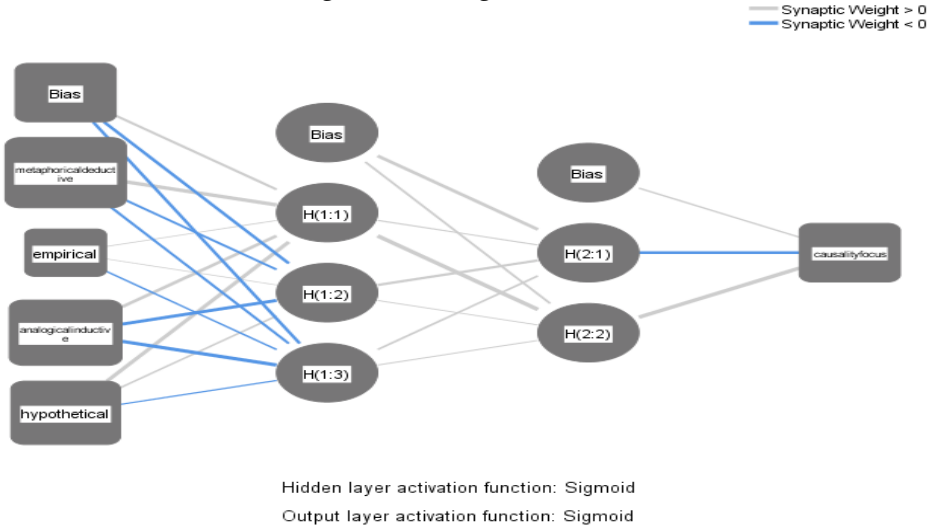 Synaptic Weight > 0
Synaptic Weight < 0
Bias
metaphoricaldeduct
ive
empirical
analogicalinductiv
e
hypothetical
Bias
H(1:1)
H(1:2)
H(1:3)
Bias
H(2:1)
H(2:2)
causalityfocus
Hidden layer activation function: Sigmoid
Output layer activation function: Sigmoid